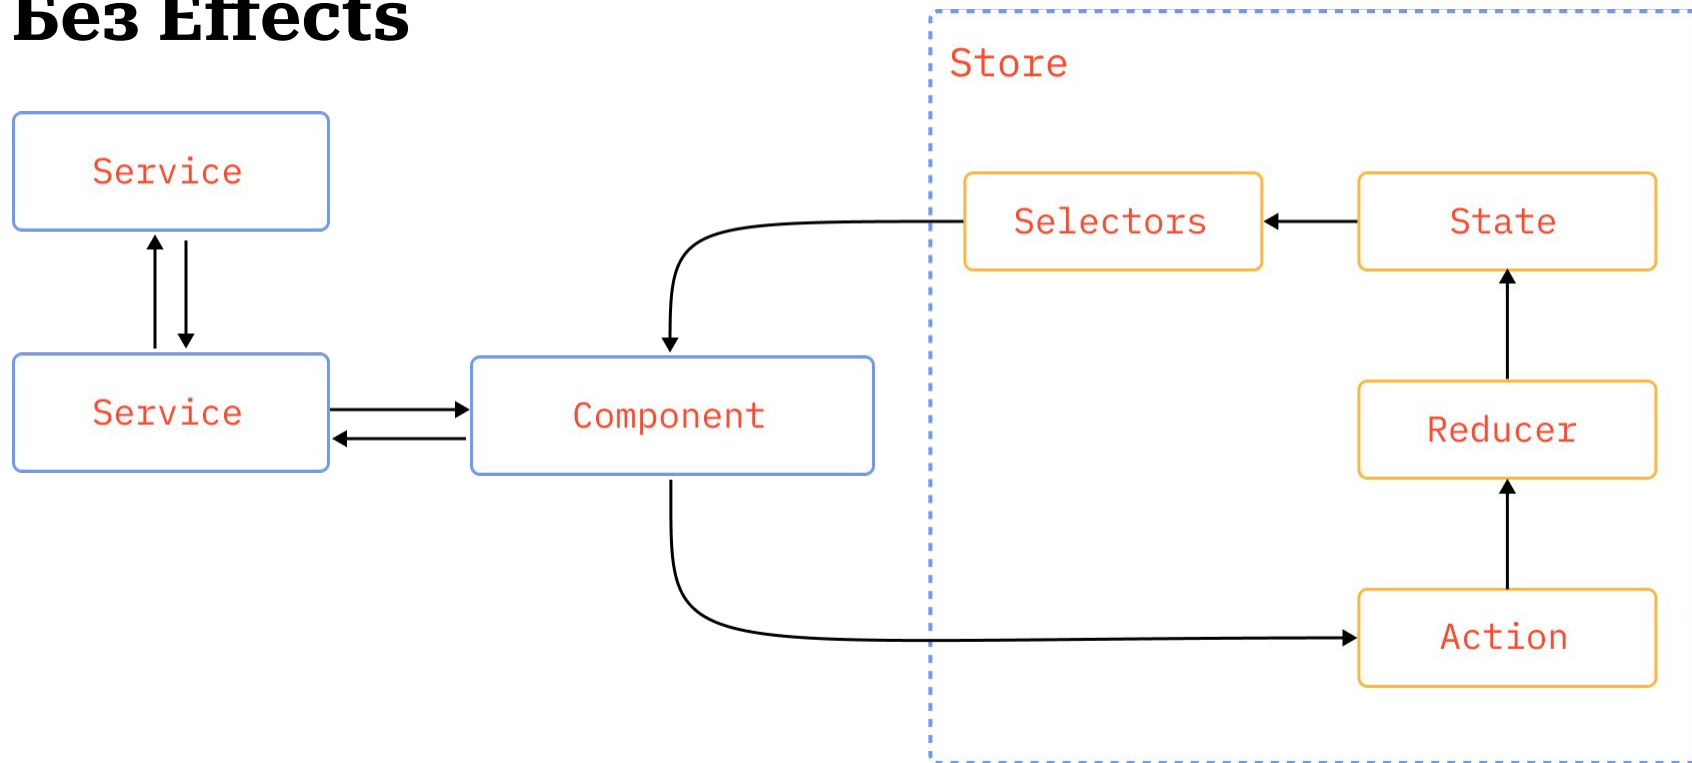 Без Effects
Store
Service
Selectors
State
Service
Component
Reducer
Action